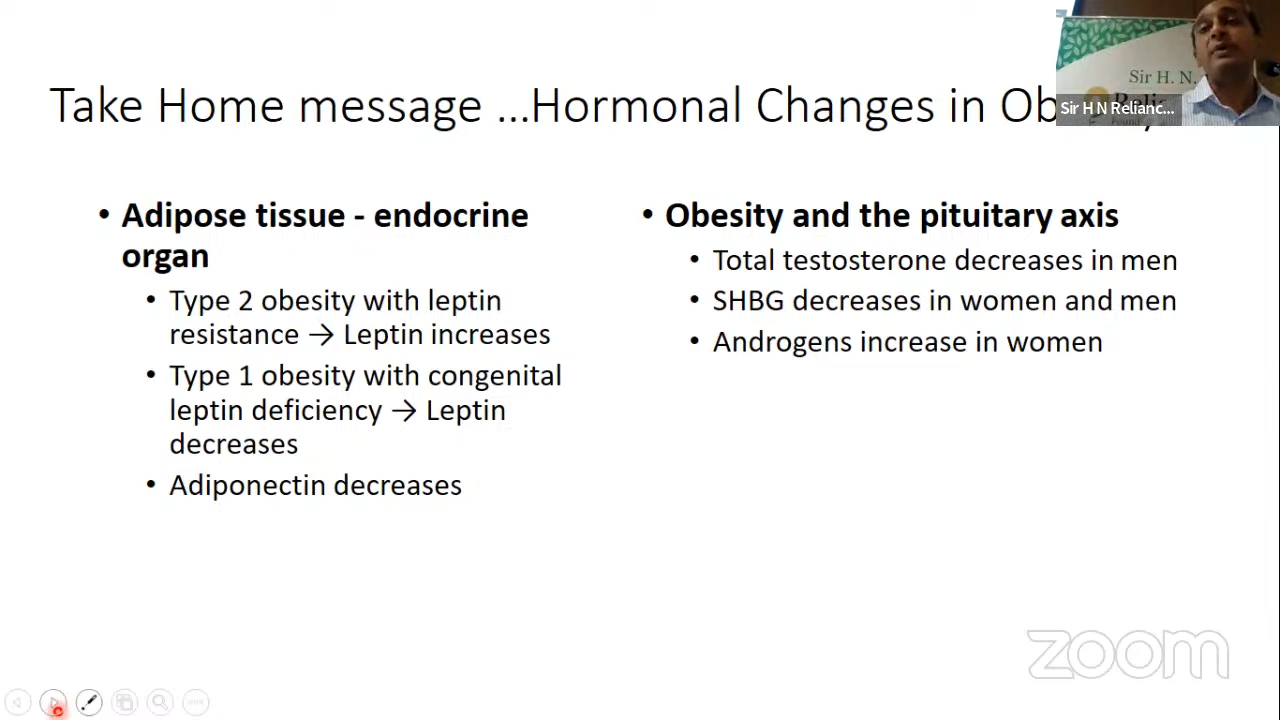 Take Home message ...Hormonal Changes in Ob
Sir H. N.
Sir H N Relianc...
• Adipose tissue - endocrine
organ
• Type 2 obesity with leptin
resistance → Leptin increases
• Type 1 obesity with congenital
leptin deficiency → Leptin
decreases
• Adiponectin decreases
• Obesity and the pituitary axis
• Total testosterone decreases in men
• SHBG decreases in women and men
• Androgens increase in women
zoom